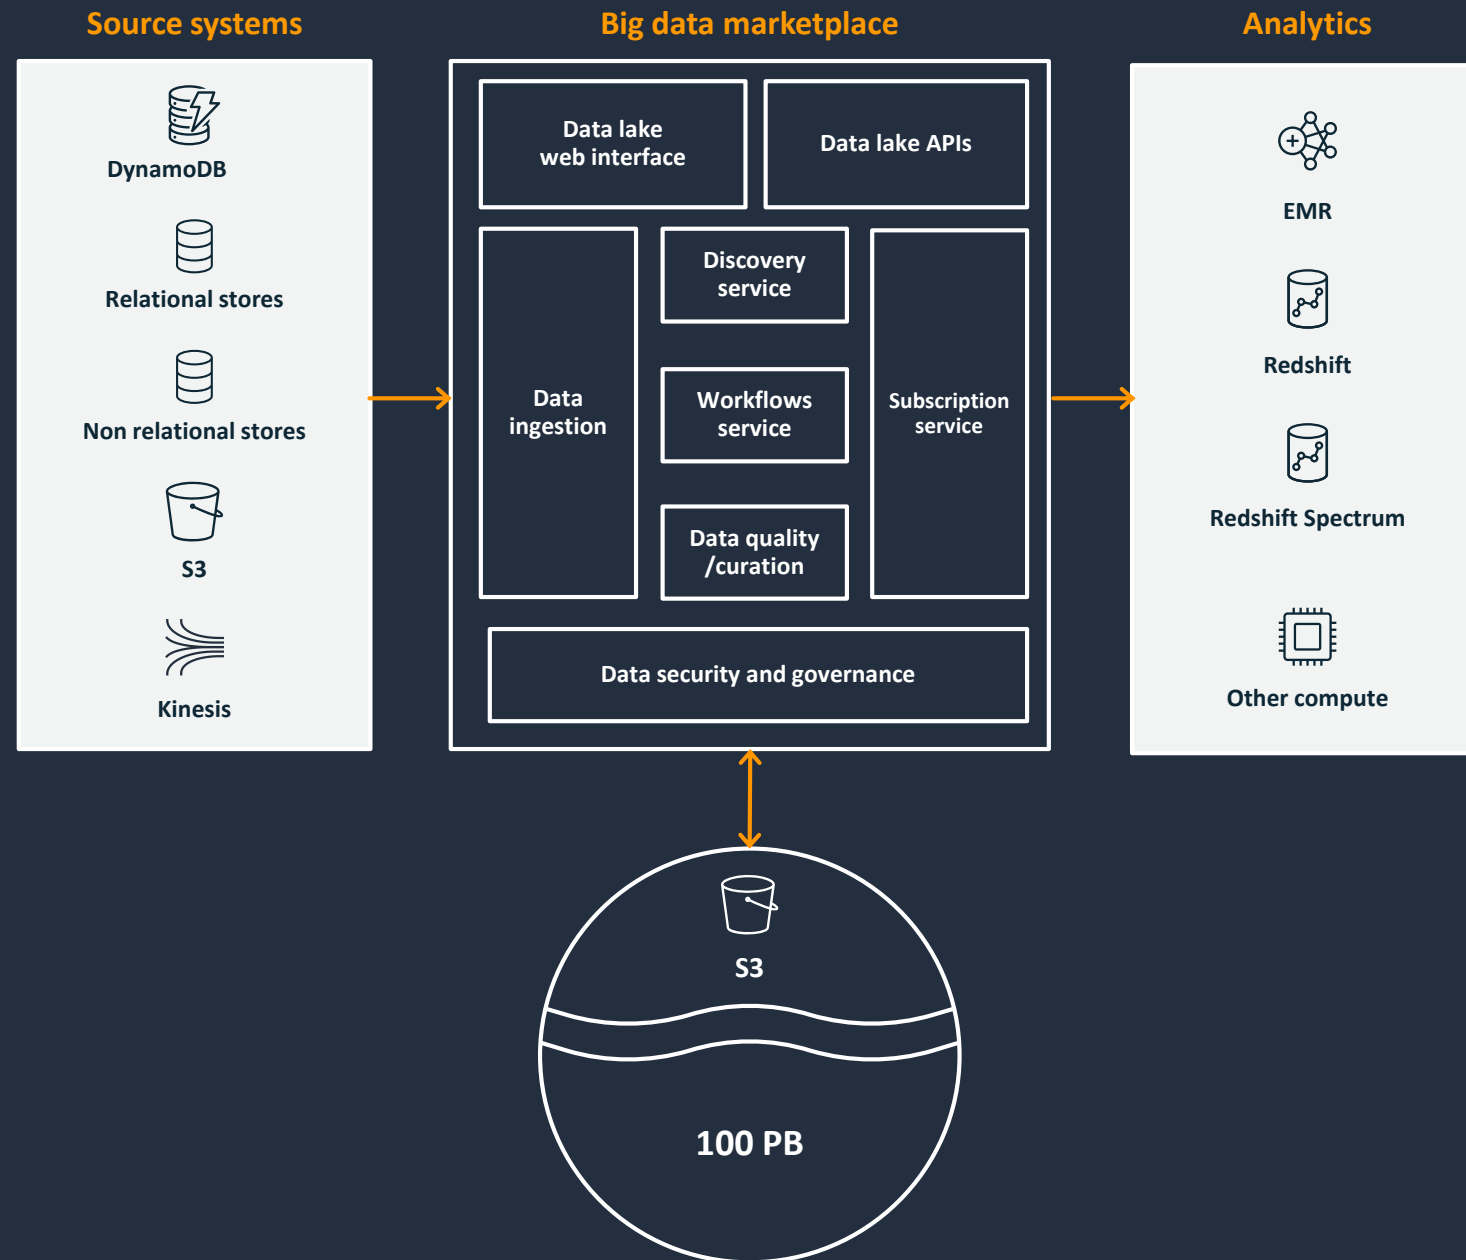 Source systems
Big data marketplace
Analytics
DynamoDB
Relational stores
Non relational stores
S3
Kinesis
Data lake
web interface
Data lake APIs
Data
ingestion
Discovery
service
Workflows
service
Data quality
/curation
Subscription
service
Data security and governance
EMR
Redshift
Redshift Spectrum
Other compute
S3
100 PB